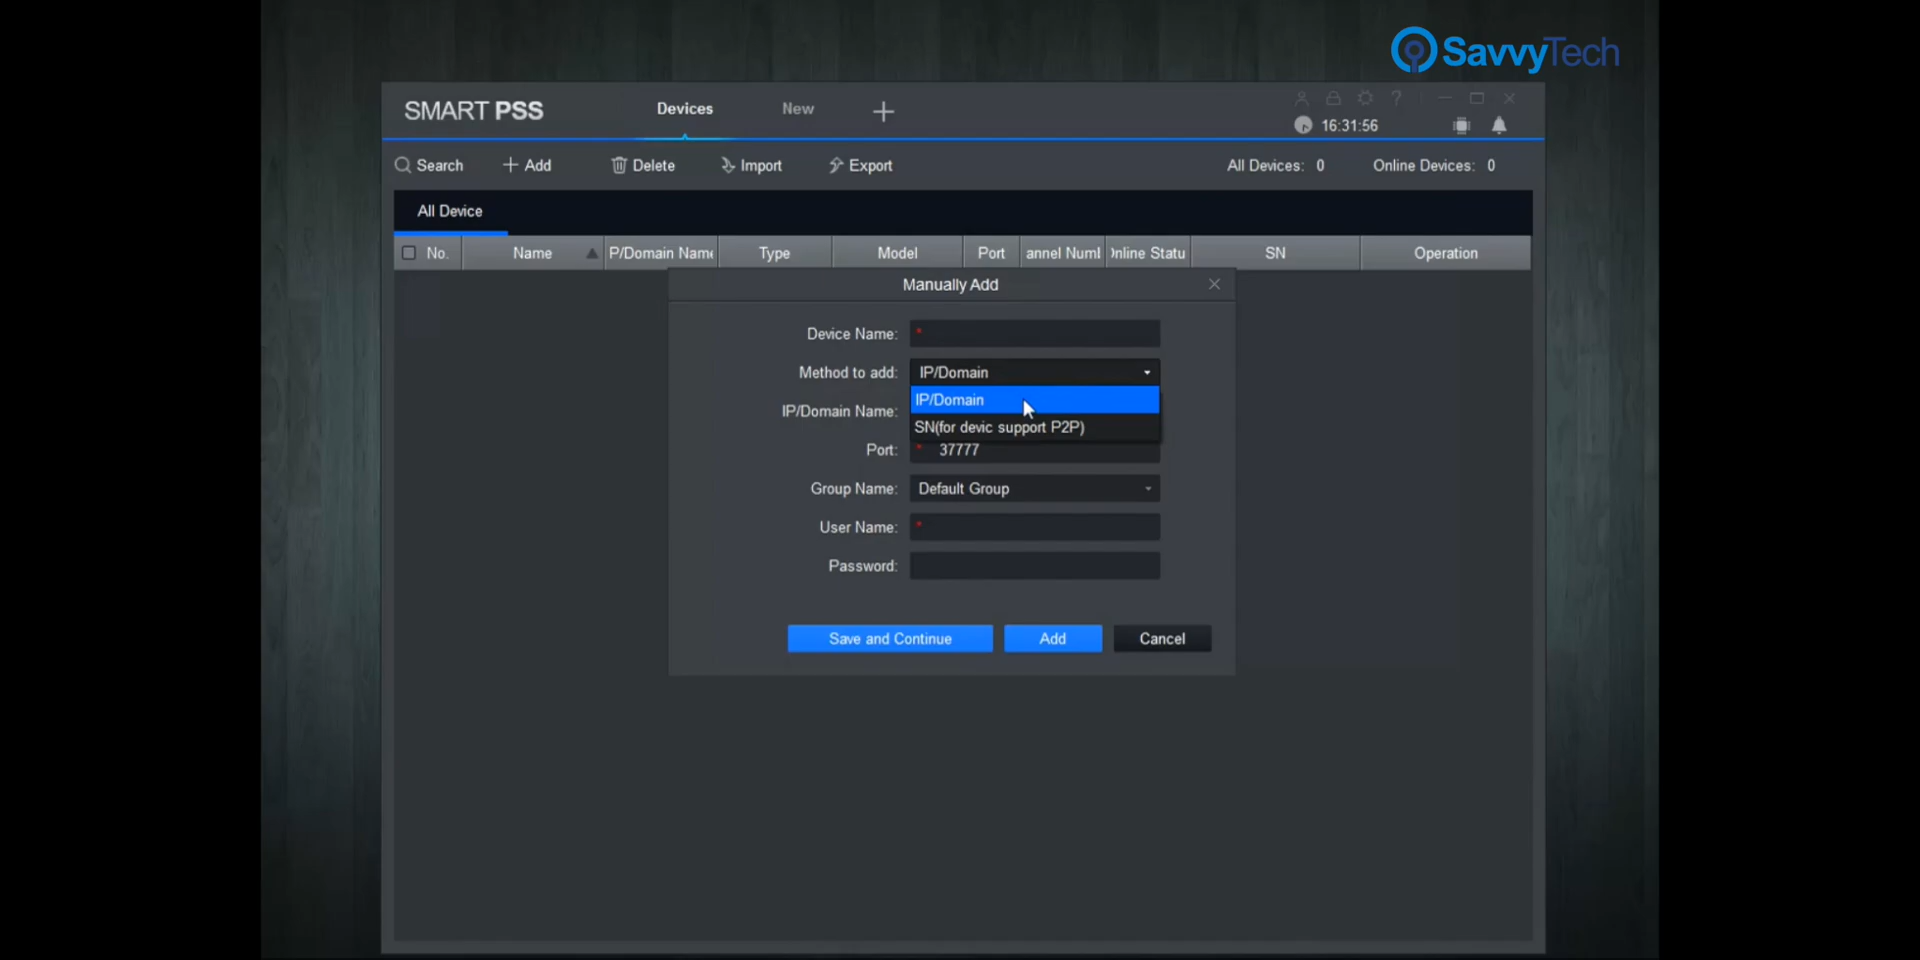 SavvyTech
SMART PSS
Devices
New
16:31:56
Search
Add
Delete
Import
Export
All Devices: 0
Online Devices: 0
All Device
No.
Name
P/Domain Name
Type
Model
Port
annel Numl
Online Statu
SN
Operation
Manually Add
Device Name: *
Method to add: IP/Domain
IP/Domain
IP/Domain Name:
SN(for devic support P2P)
Port: * 37777
Group Name: Default Group
User Name: *
Password:
Save and Continue
Add
Cancel